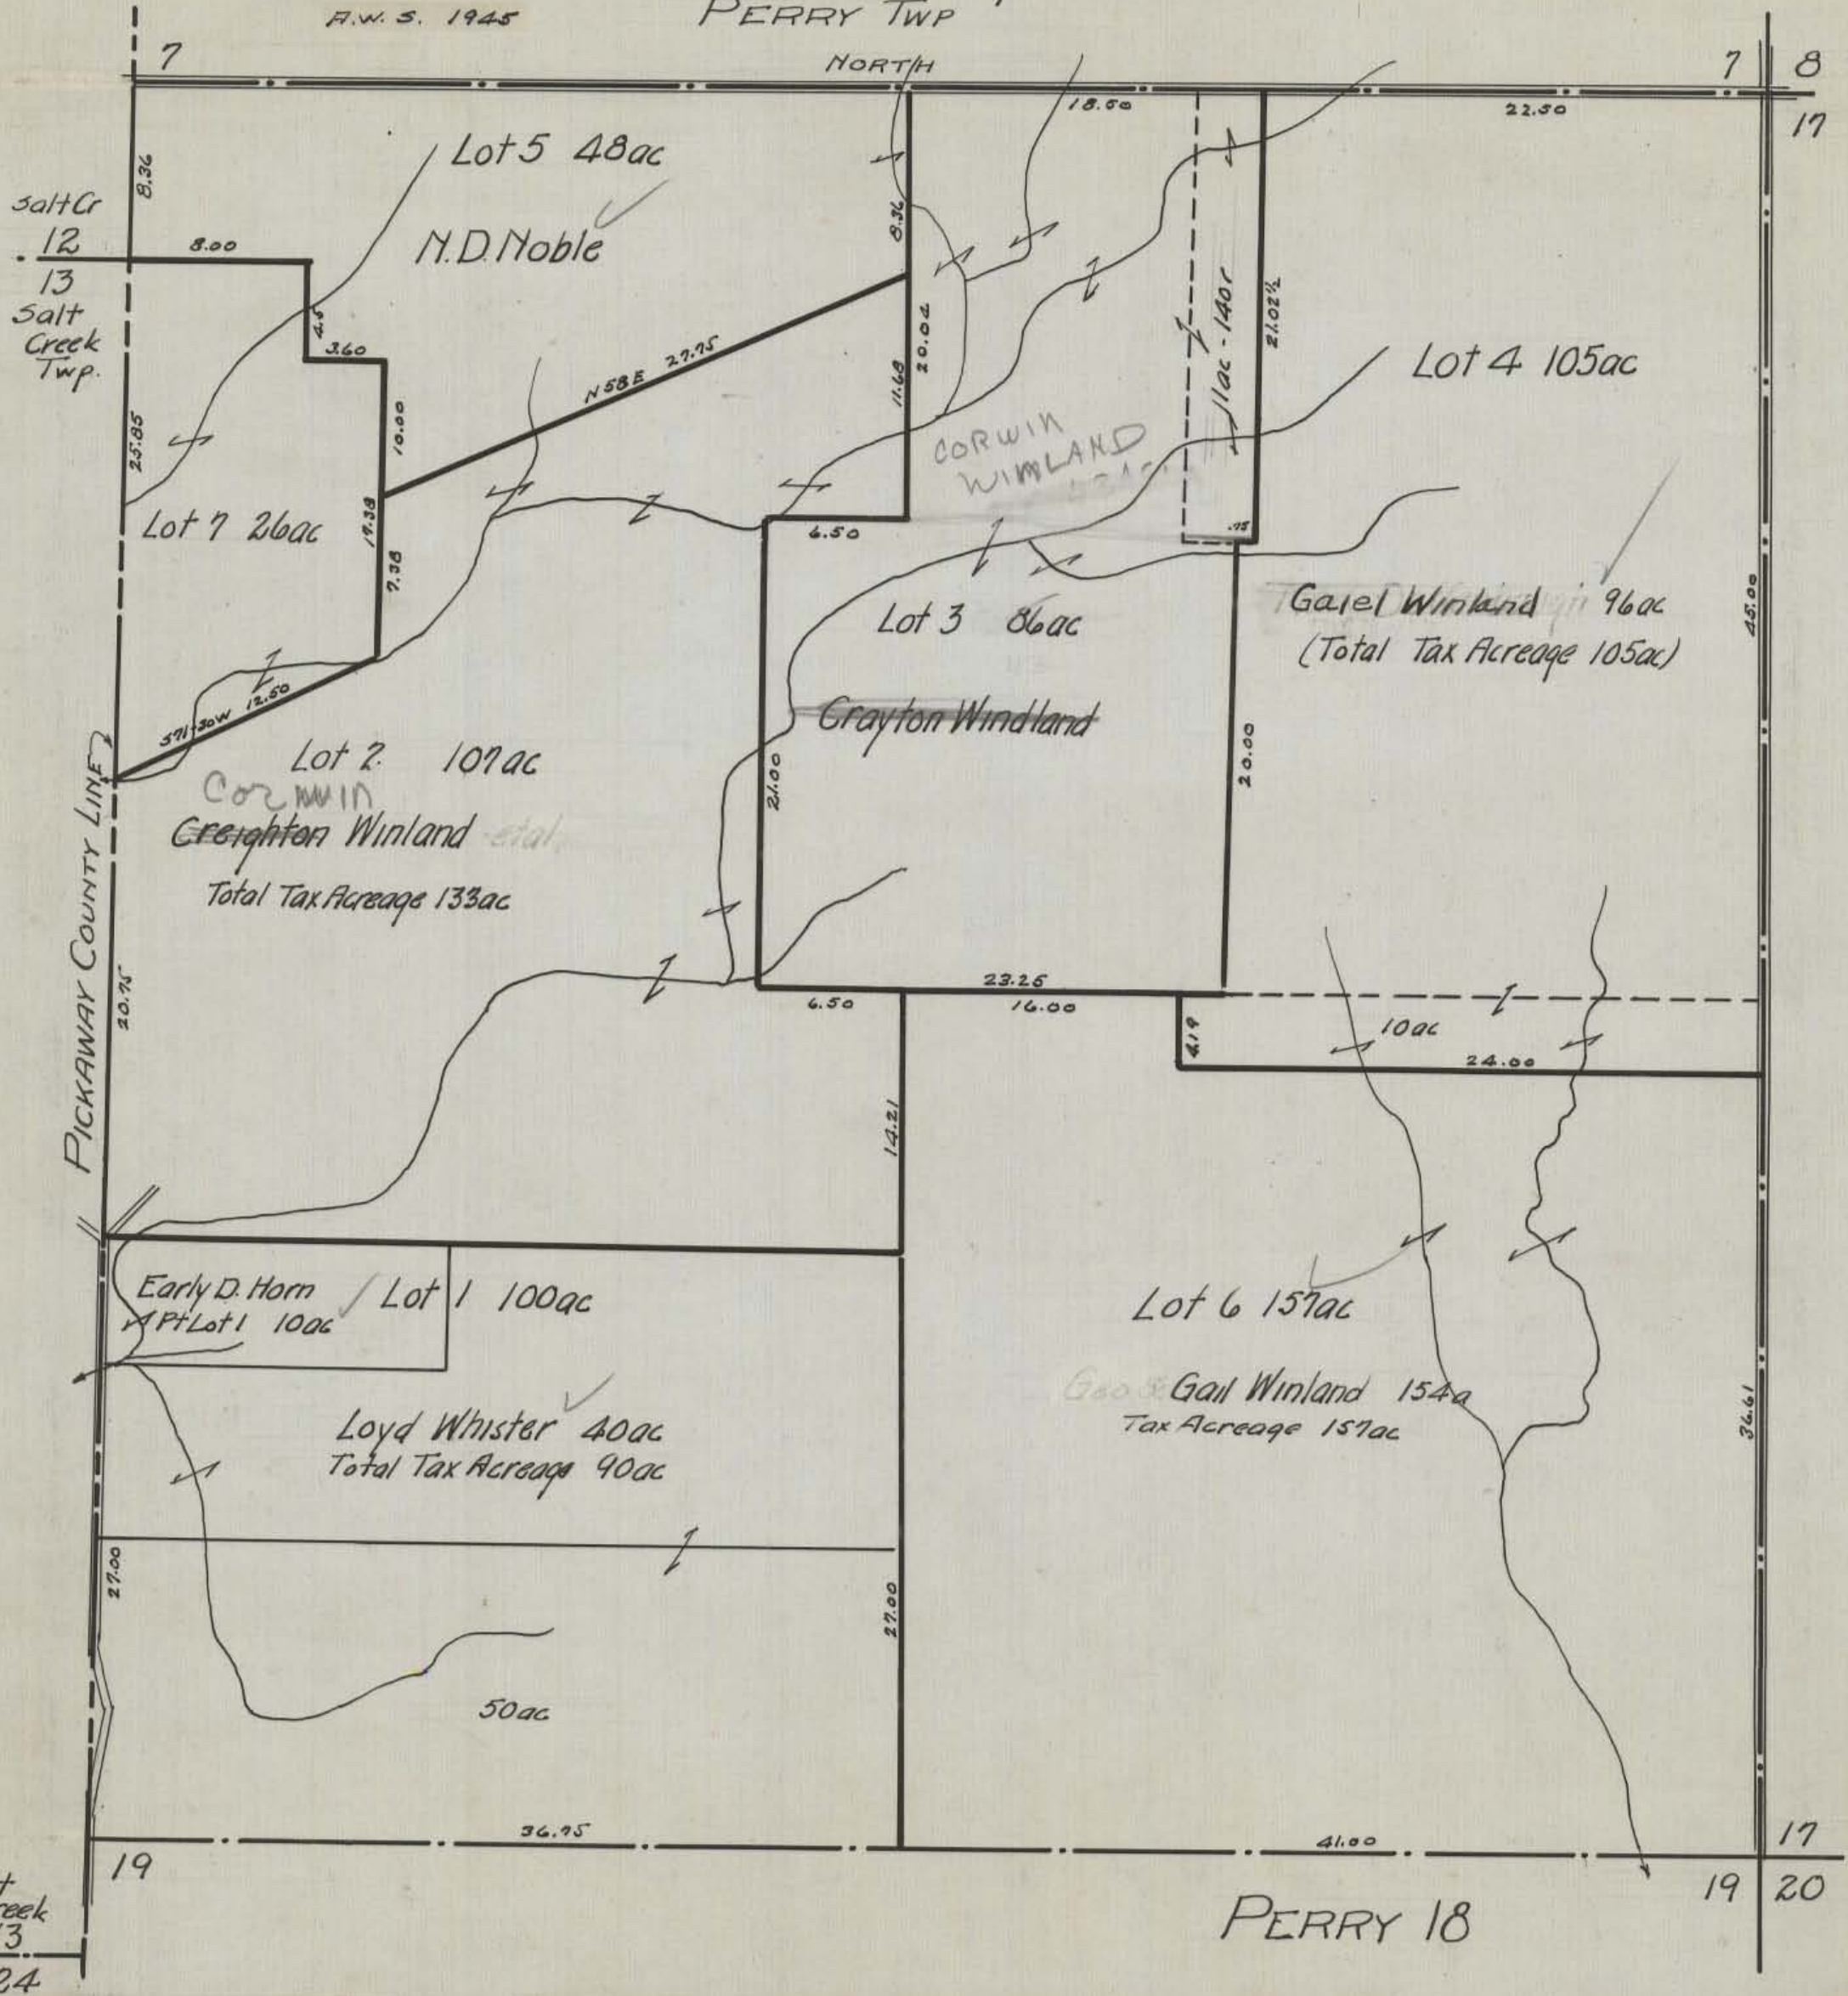 A.W.S. 1945
PERRY TWP
7
NORTH
7
8
17
18.50
22.50
8.36
Lot 5 48ac
N.D. Noble
Salt Cr
12
13
Salt
Creek
Twp.
8.00
4.5
3.60
8.36
20.04
11.68
N 58 E 27.75
11ac - 140r
21.02½
Lot 4 105ac
25.85
10.00
17.38
7.38
CORWIN
WINLAND
Lot 7 26ac
6.50
.75
Lot 3 86ac
Galel Winland 96ac
(Total Tax Acreage 105ac)
45.00
Crayton Windland
S71-30W 12.50
Lot 2. 107ac
Corwin
Creighton Winland etal.
Total Tax Acreage 133ac
21.00
20.00
PICKAWAY COUNTY LINE
20.75
23.25
6.50
16.00
4.19
10ac
24.00
14.21
Early D. Horn
Pt Lot 1 10ac
Lot 1 100ac
Lot 6 157ac
Gail Winland 154a
Tax Acreage 157ac
Loyd Whister 40ac
Total Tax Acreage 90ac
36.61
27.00
27.00
50ac
36.75
41.00
19
17
19
20
PERRY 18
24